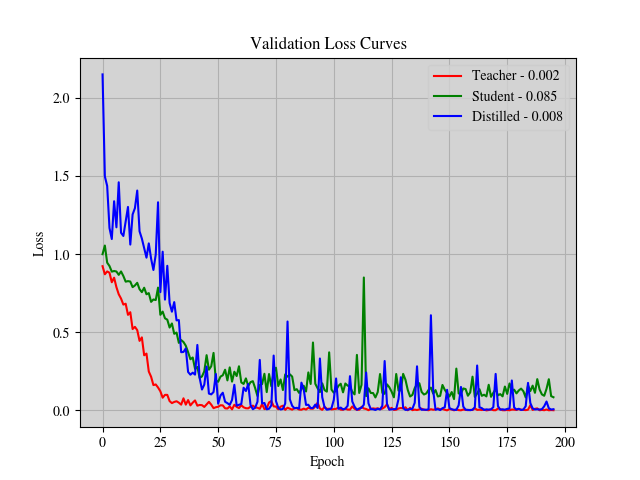 Validation Loss Curves
Teacher - 0.002
Student - 0.085
Distilled - 0.008
2.0
1.5
1.0
0.5
0.0
Loss
0 25 50 75 100 125 150 175 200
Epoch